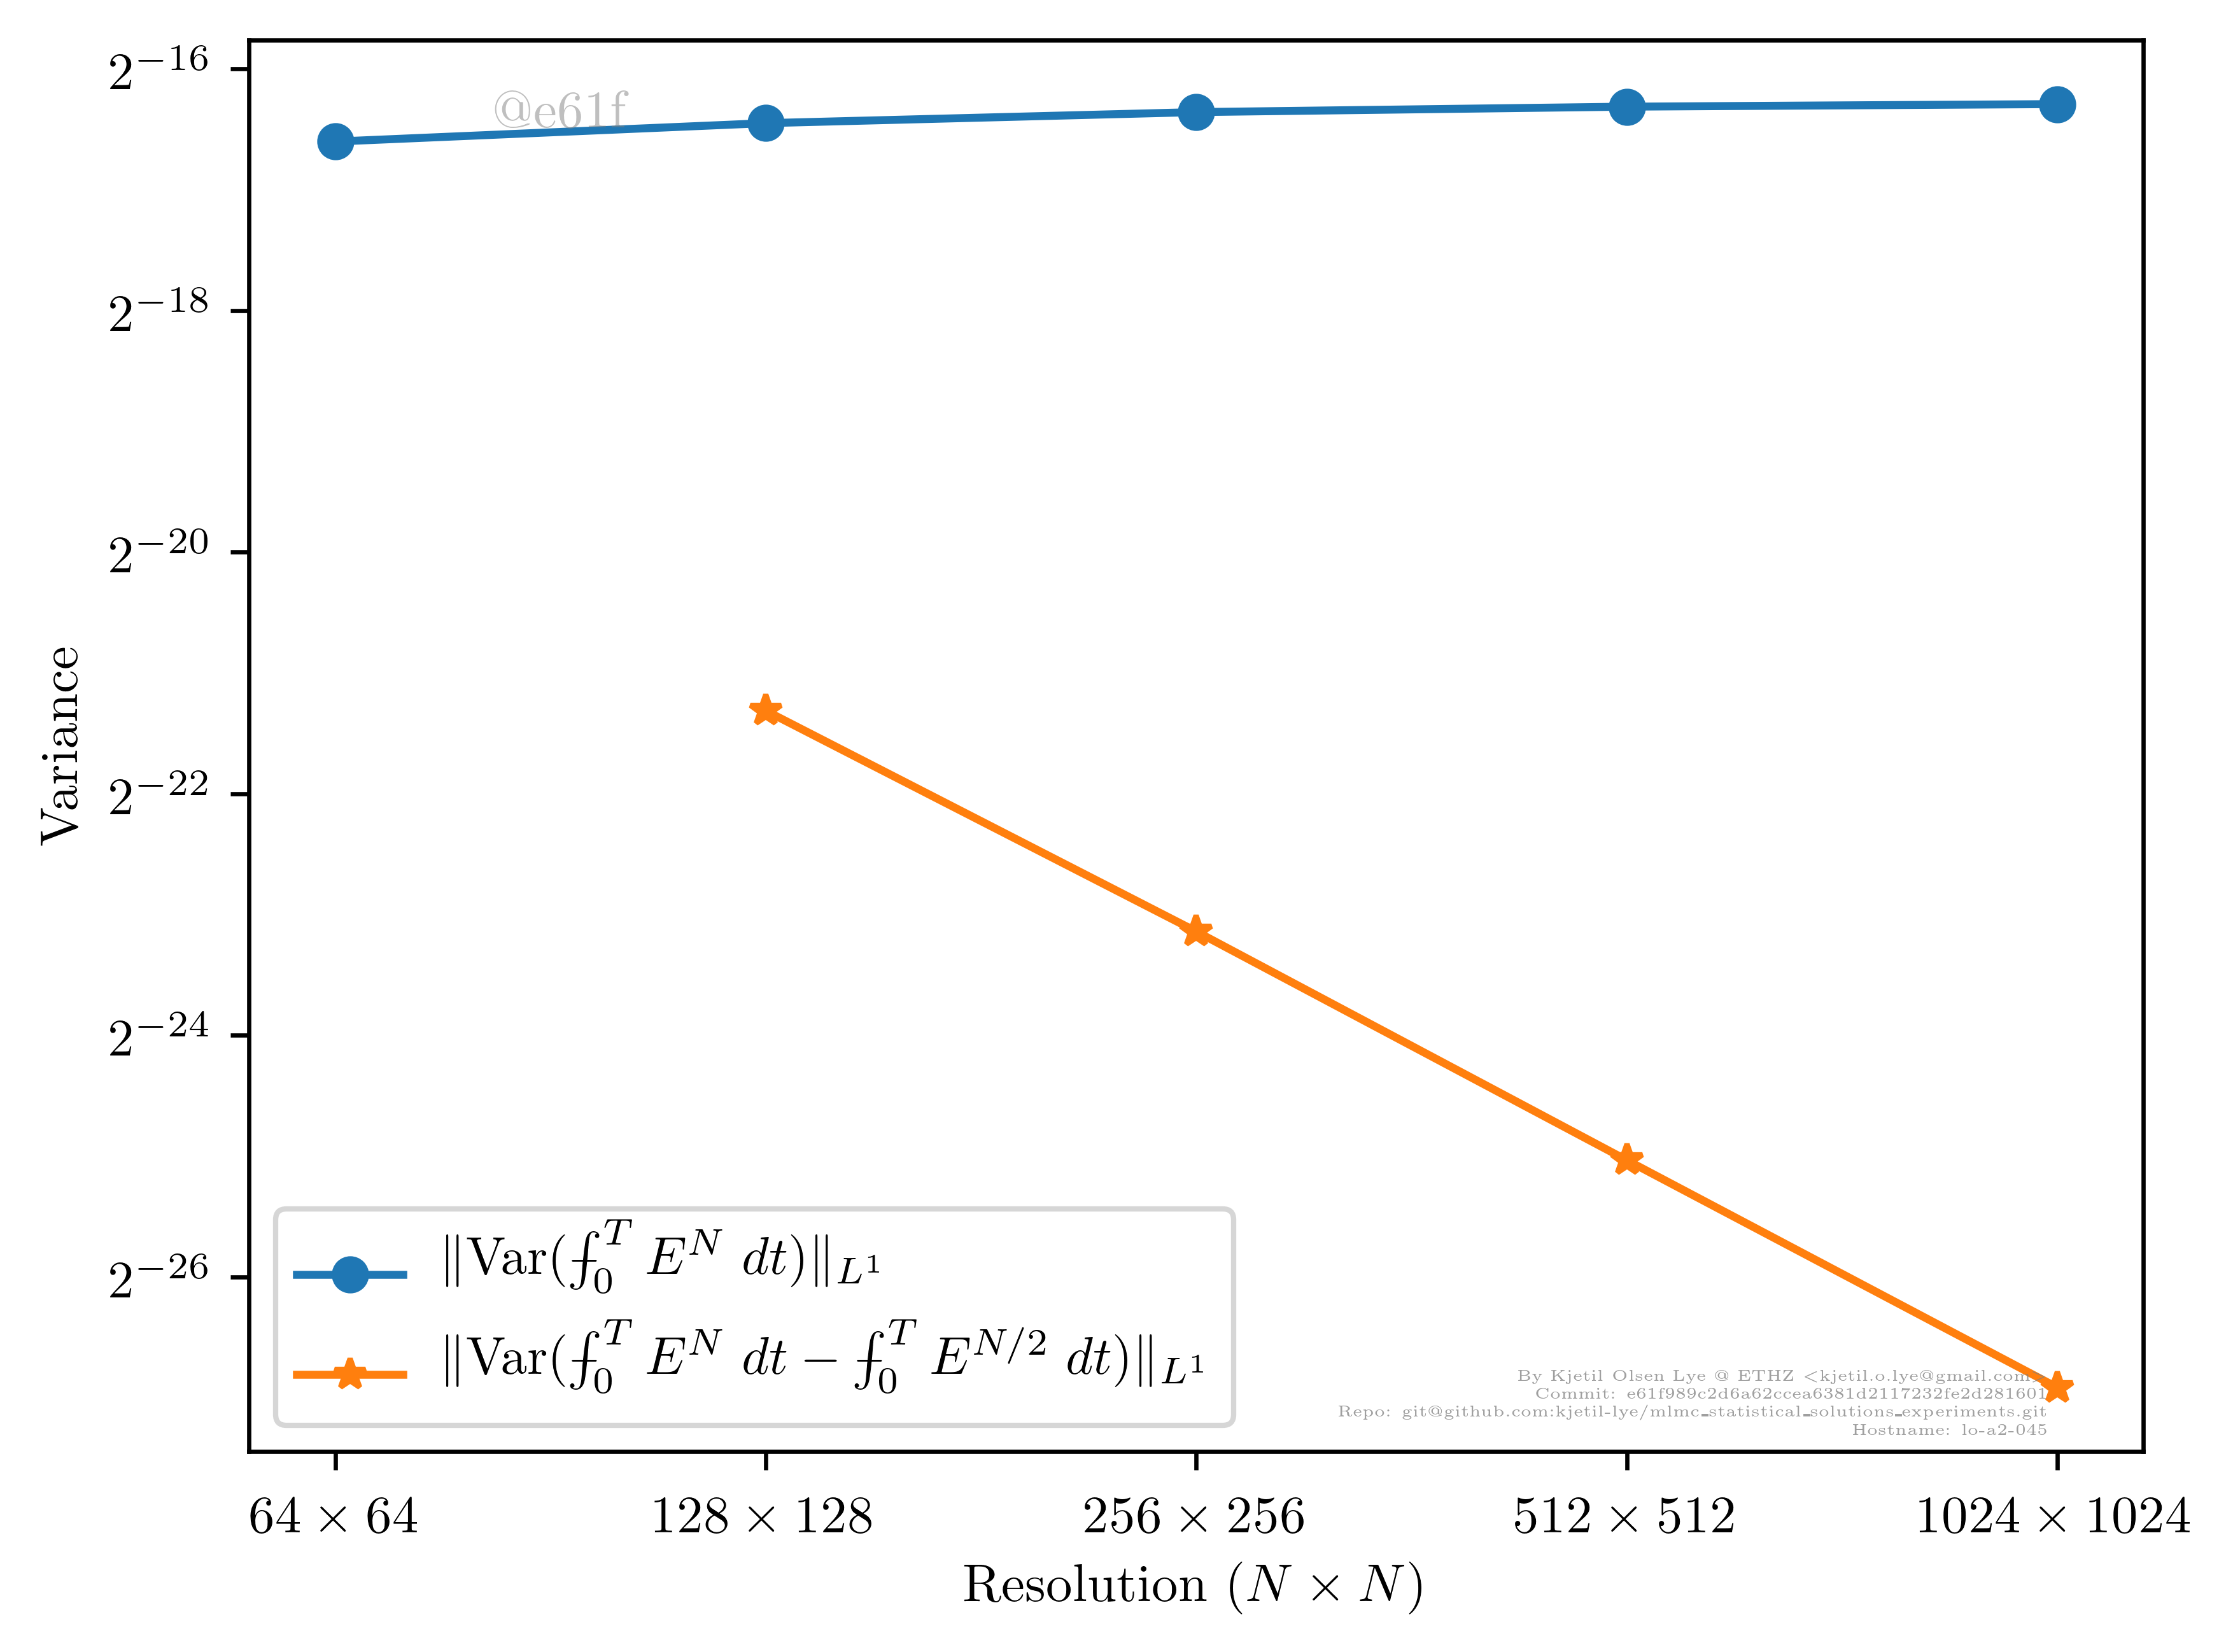 @e61f
2^{-16}
2^{-18}
2^{-20}
2^{-22}
2^{-24}
2^{-26}
Variance
‖Var(⨍_0^T E^N dt)‖_{L^1}
‖Var(⨍_0^T E^N dt − ⨍_0^T E^{N/2} dt)‖_{L^1}
By Kjetil Olsen Lye @ ETHZ <kjetil.o.lye@gmail.com
Commit: e61f989c2d6a62ccea6381d2117232fe2d281601
Repo: git@github.com:kjetil-lye/mlmc_statistical_solutions_experiments.git
Hostname: lo-a2-045
64 × 64 128 × 128 256 × 256 512 × 512 1024 × 1024
Resolution (N × N)